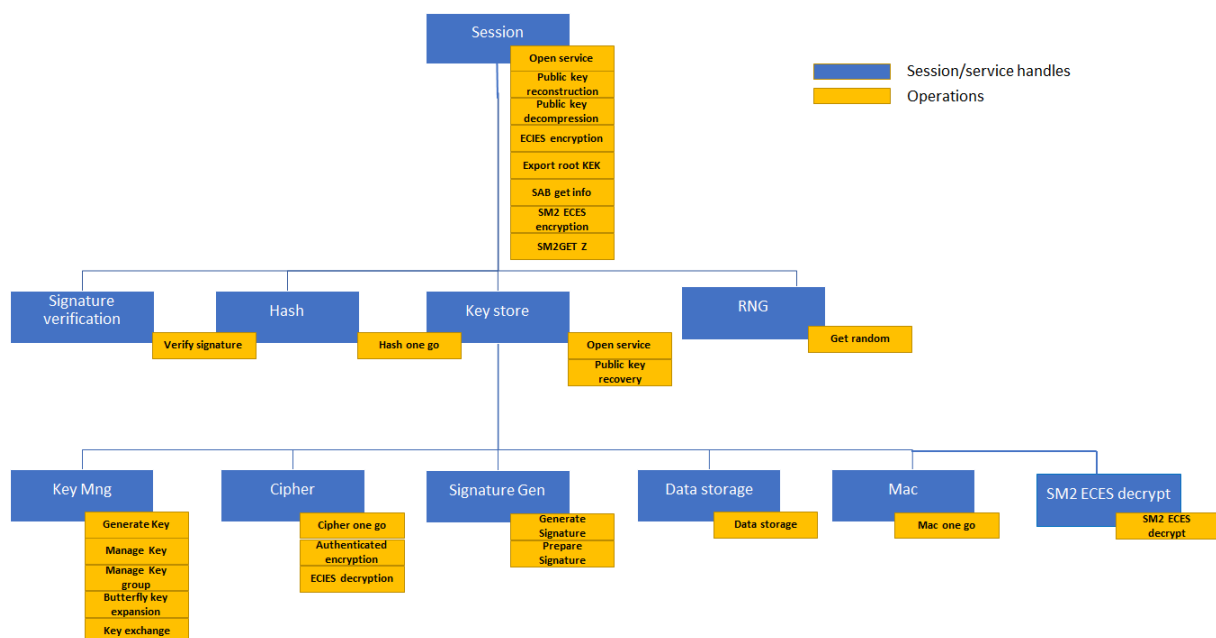 Session
Open service
Public key
reconstruction
Public key
decompression
ECIES encryption
Export root KEK
SAB get info
SM2 ECES
encryption
SM2GET Z
Session/service handles
Operations
Signature
verification
Verify signature
Hash
Hash one go
Key store
Open service
Public key
recovery
RNG
Get random
Key Mng
Generate Key
Manage Key
Manage Key
group
Butterfly key
expansion
Key exchange
Cipher
Cipher one go
Authenticated
encryption
ECIES decryption
Signature Gen
Generate
Signature
Prepare
Signature
Data storage
Data storage
Mac
Mac one go
SM2 ECES decrypt
SM2 ECES
decrypt